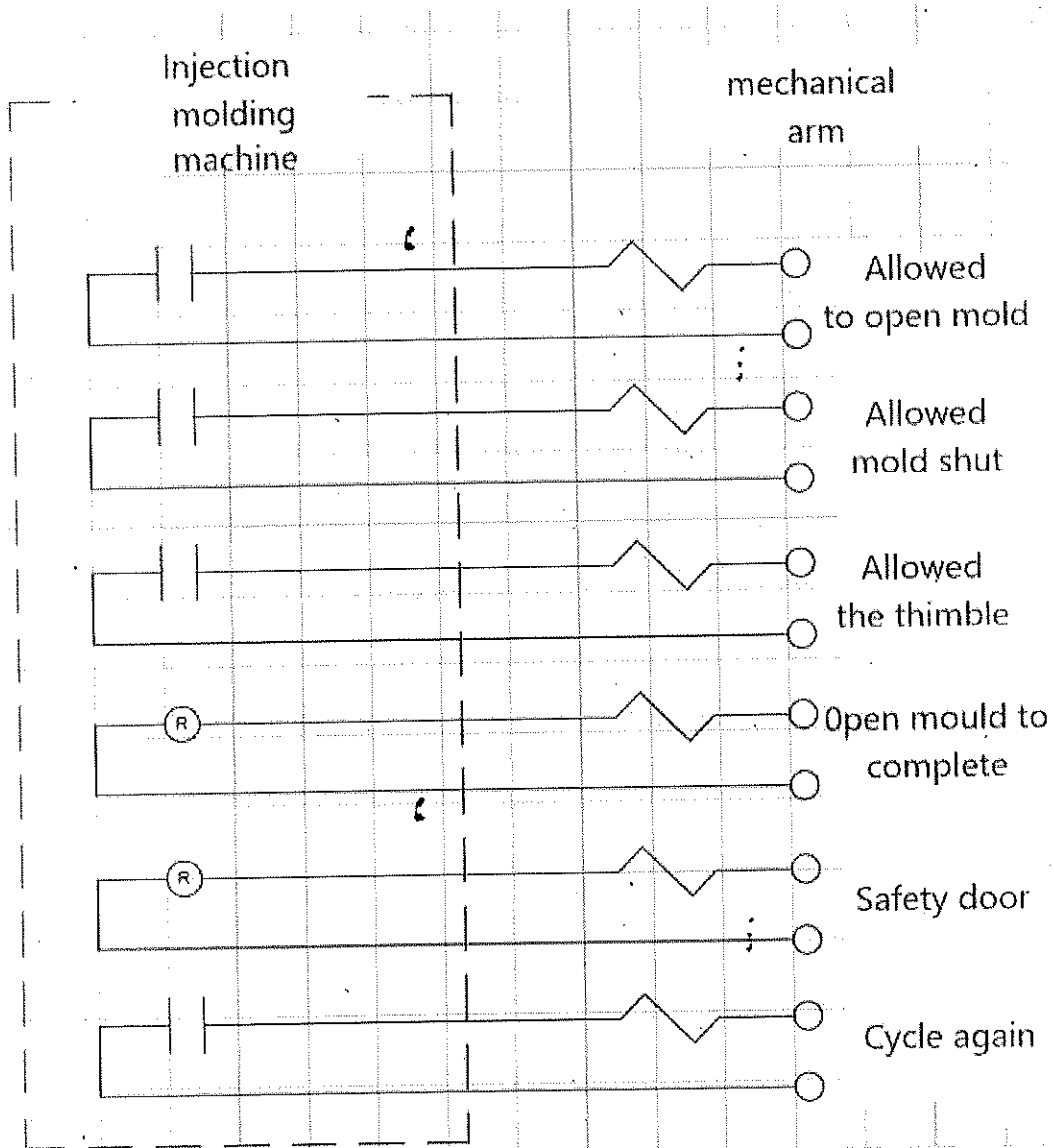 Injection
molding
machine
mechanical
arm
Allowed
to open mold
Allowed
mold shut
Allowed
the thimble
R
0pen mould to
complete
R
Safety door
Cycle again